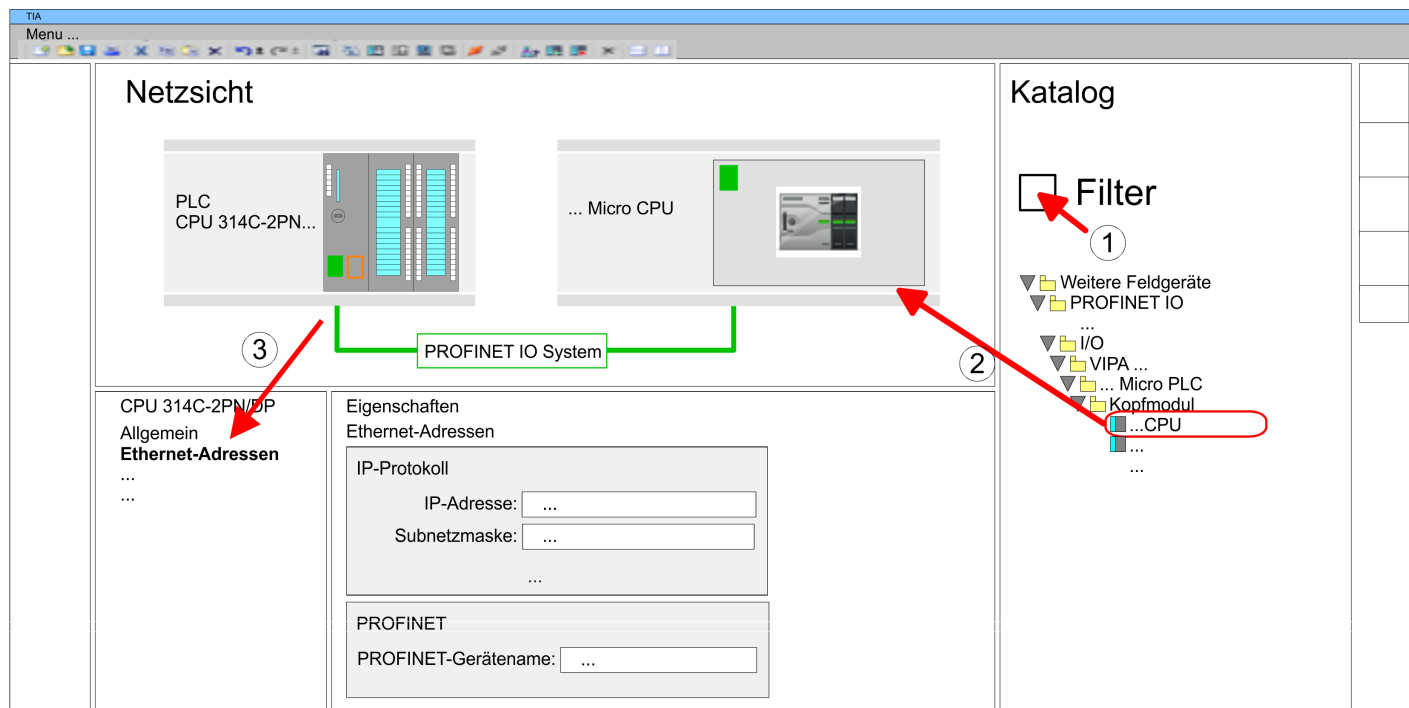 TIA
Menu ...
Netzsicht
PLC
CPU 314C-2PN...
... Micro CPU
PROFINET IO System
3
2
Katalog
Filter
1
Weitere Feldgeräte
PROFINET IO
...
I/O
VIPA ...
... Micro PLC
Kopfmodul
...CPU
...
...
CPU 314C-2PN/DP
Allgemein
Ethernet-Adressen
...
...
Eigenschaften
Ethernet-Adressen
IP-Protokoll
IP-Adresse: ...
Subnetzmaske: ...
...
PROFINET
PROFINET-Gerätename: ...